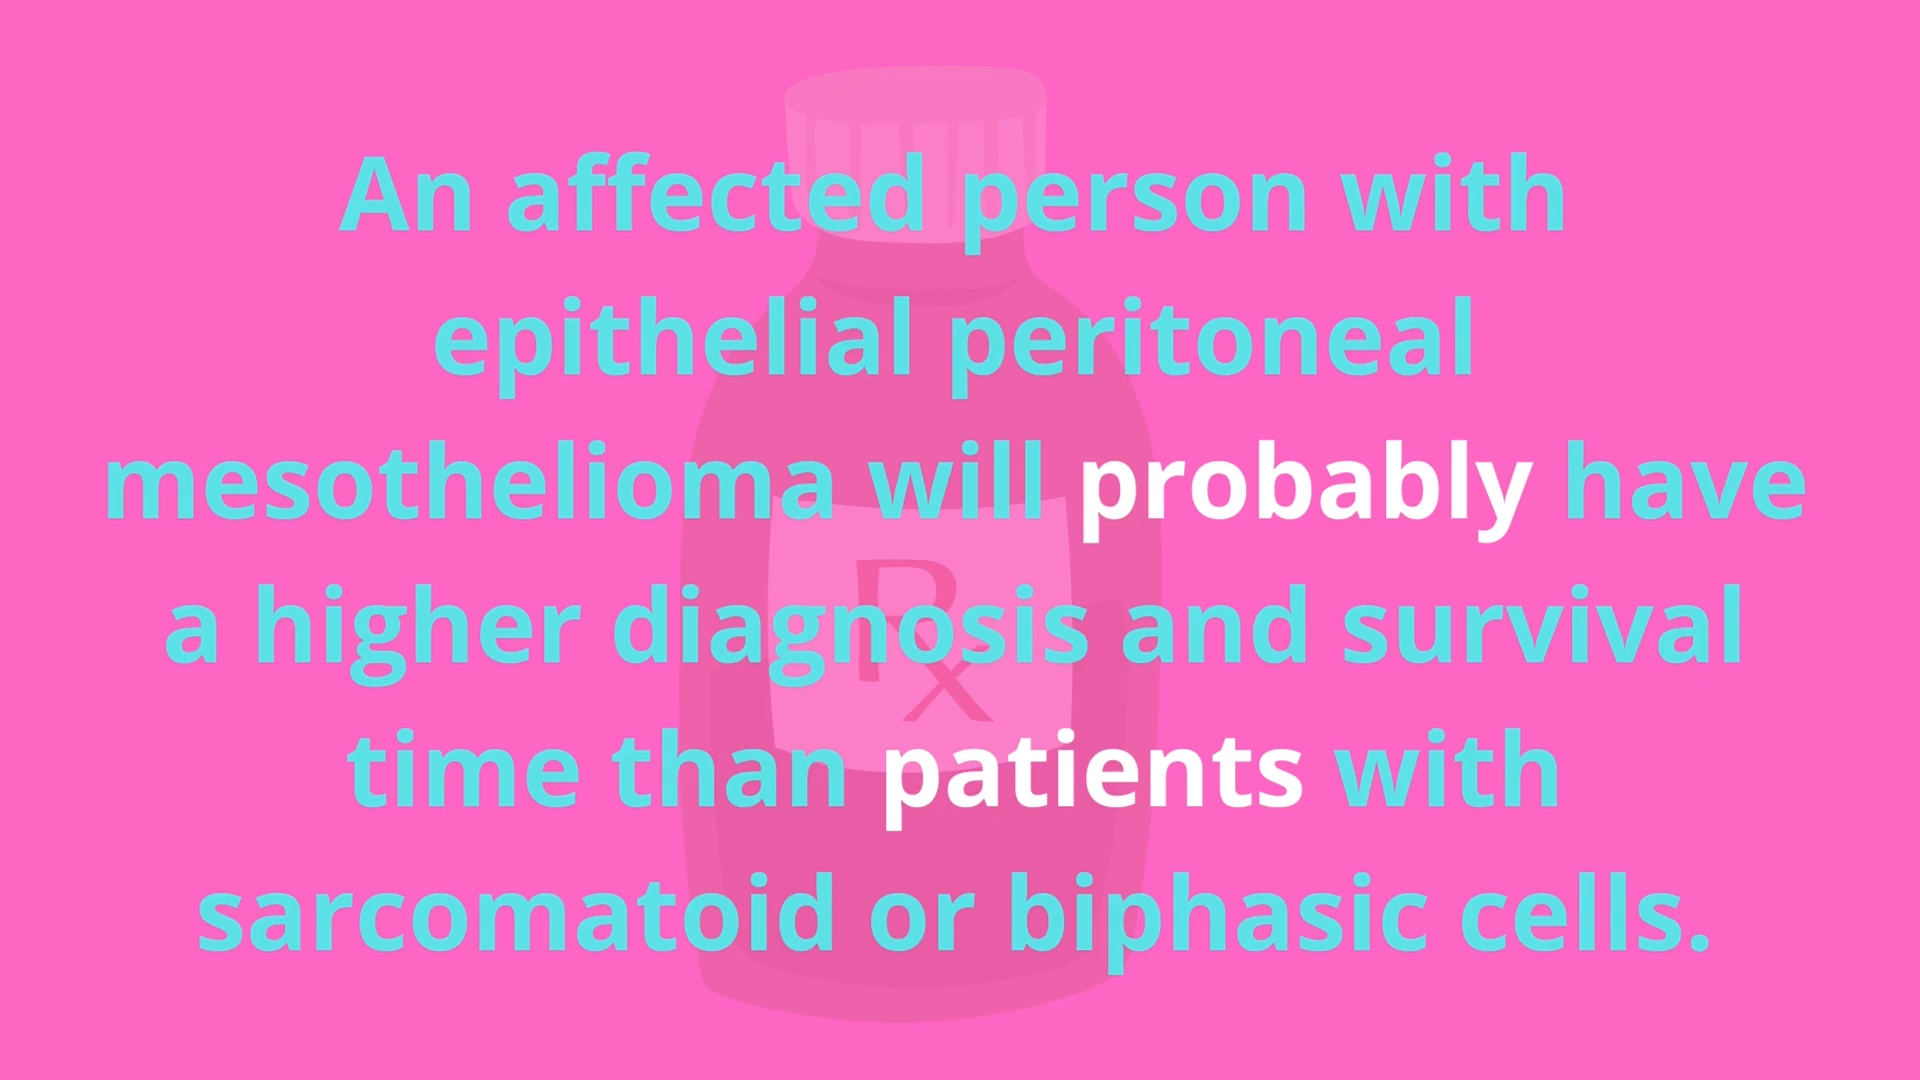 An affected person with
epithelial peritoneal
mesothelioma will probably have
a higher diagnosis and survival
time than patients with
sarcomatoid or biphasic cells.
Rx